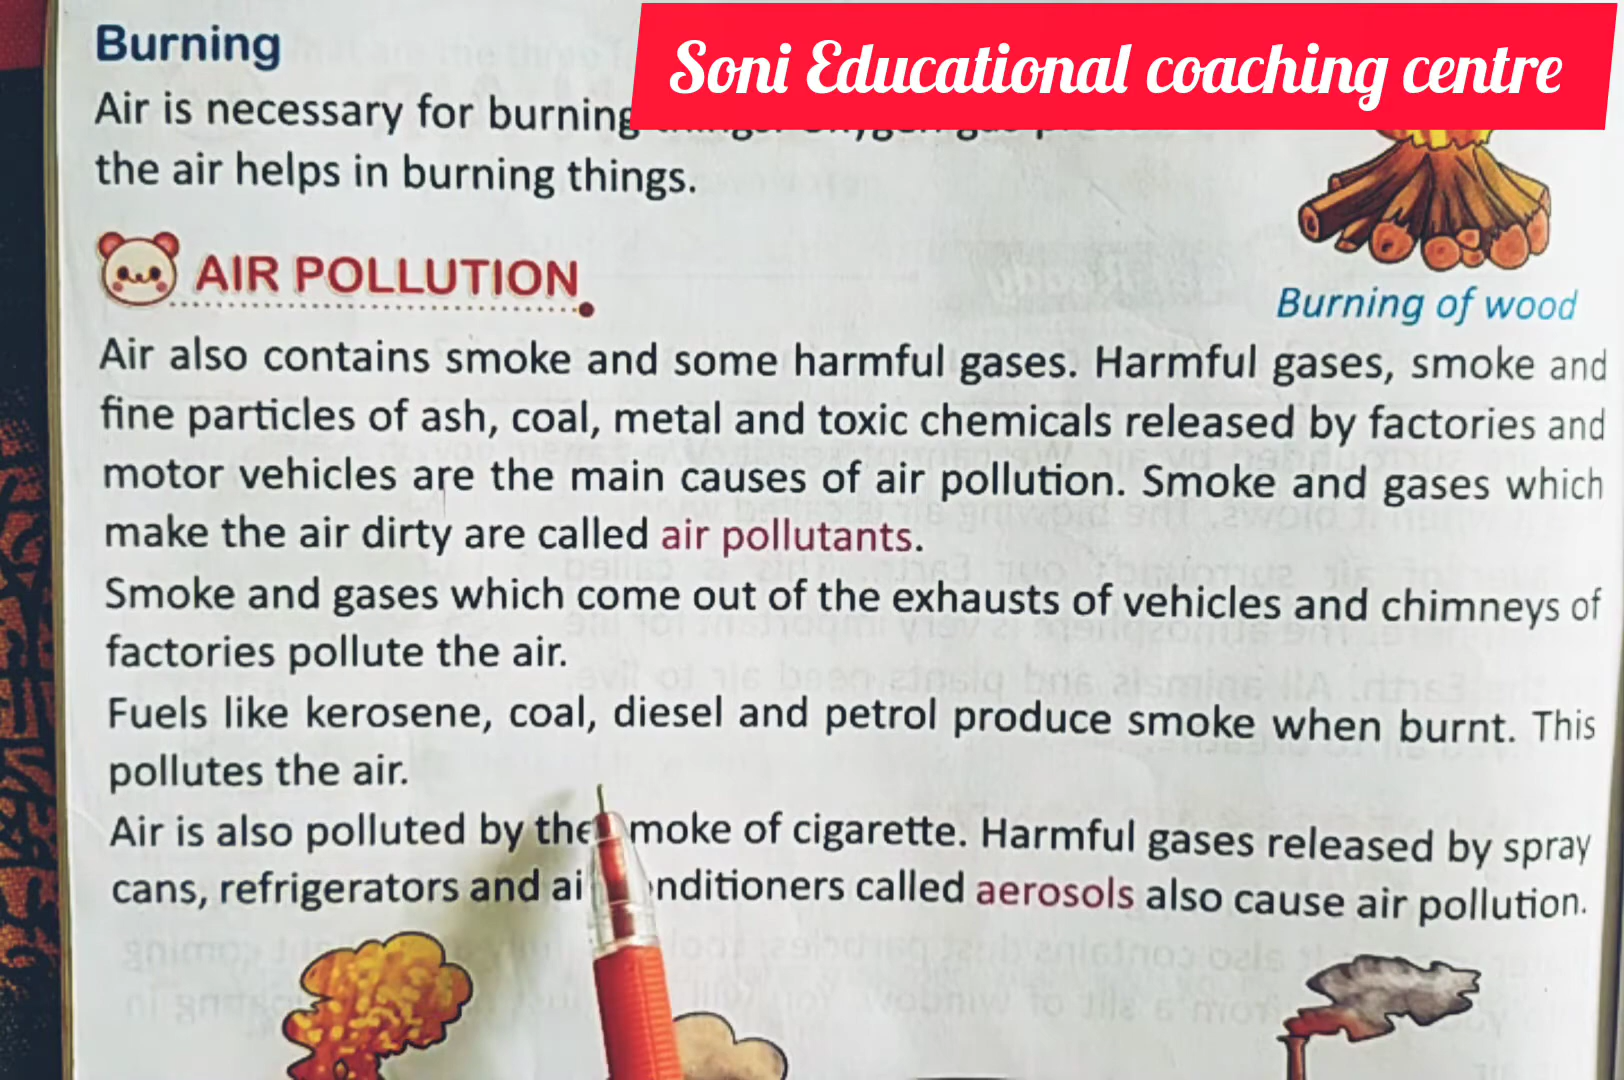 Burning
Soni Educational coaching centre
Air is necessary for burning
the air helps in burning things.
AIR POLLUTION
Burning of wood
Air also contains smoke and some harmful gases. Harmful gases, smoke and
fine particles of ash, coal, metal and toxic chemicals released by factories and
motor vehicles are the main causes of air pollution. Smoke and gases which
make the air dirty are called air pollutants.
Smoke and gases which come out of the exhausts of vehicles and chimneys of
factories pollute the air.
Fuels like kerosene, coal, diesel and petrol produce smoke when burnt. This
pollutes the air.
Air is also polluted by the moke of cigarette. Harmful gases released by spray
cans, refrigerators and ai nditioners called aerosols also cause air pollution.